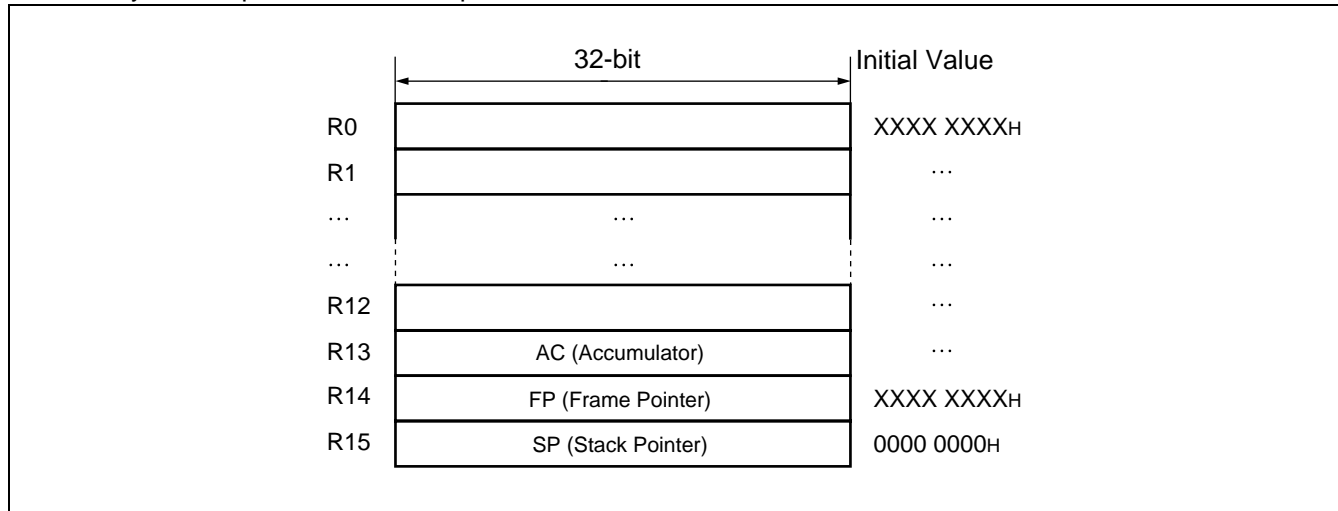 32-bit Initial Value
R0 XXXX XXXXH
R1 …
… … …
… … …
R12 …
R13 AC (Accumulator) …
R14 FP (Frame Pointer) XXXX XXXXH
R15 SP (Stack Pointer) 0000 0000H